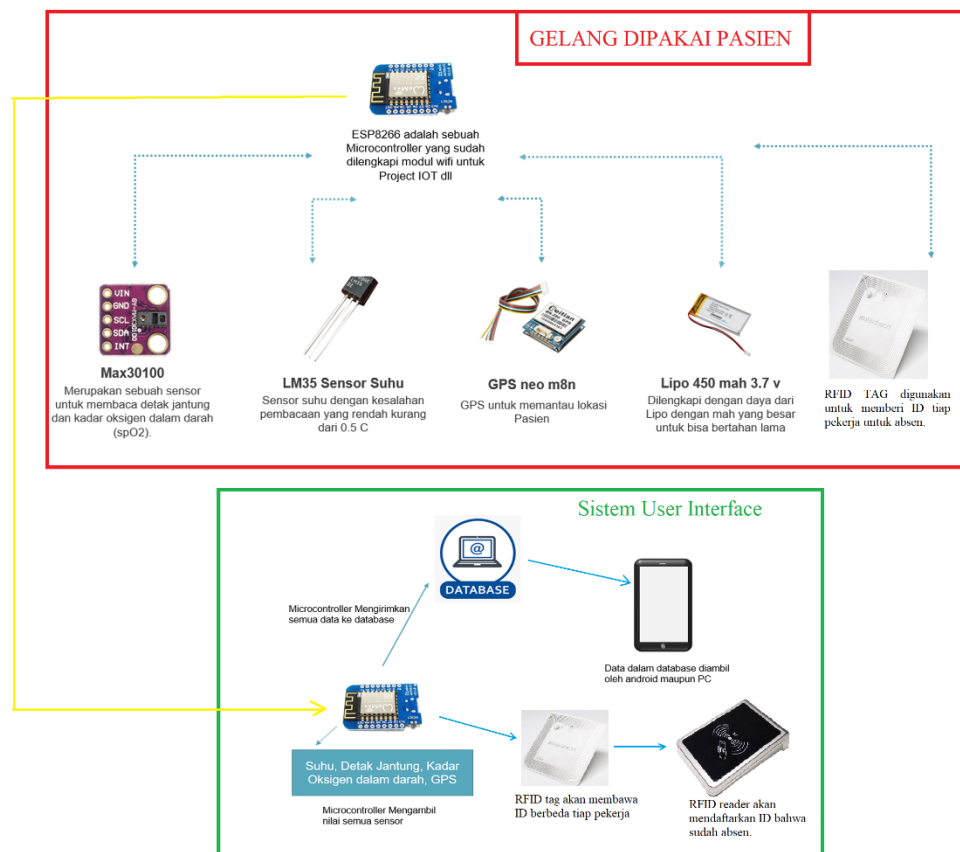 GELANG DIPAKAI PASIEN
ESP8266 adalah sebuah
Microcontroller yang sudah
dilengkapi modul wifi untuk
Project IOT dll
VIN
GND
SCL
SDA
INT
Max30100
Merupakan sebuah sensor
untuk membaca detak jantung
dan kadar oksigen dalam darah
(spO2).
LM35 Sensor Suhu
Sensor suhu dengan kesalahan
pembacaan yang rendah kurang
dari 0.5 C
GPS neo m8n
GPS untuk memantau lokasi
Pasien
Lipo 450 mah 3.7 v
Dilengkapi dengan daya dari
Lipo dengan mah yang besar
untuk bisa bertahan lama
RFID TAG digunakan
untuk memberi ID tiap
pekerja untuk absen.
Sistem User Interface
@
DATABASE
Microcontroller Mengirimkan
semua data ke database
Data dalam database diambil
oleh android maupun PC
Suhu, Detak Jantung, Kadar
Oksigen dalam darah, GPS
Microcontroller Mengambil
nilai semua sensor
RFID tag akan membawa
ID berbeda tiap pekerja
RFID reader akan
mendaftarkan ID bahwa
sudah absen.